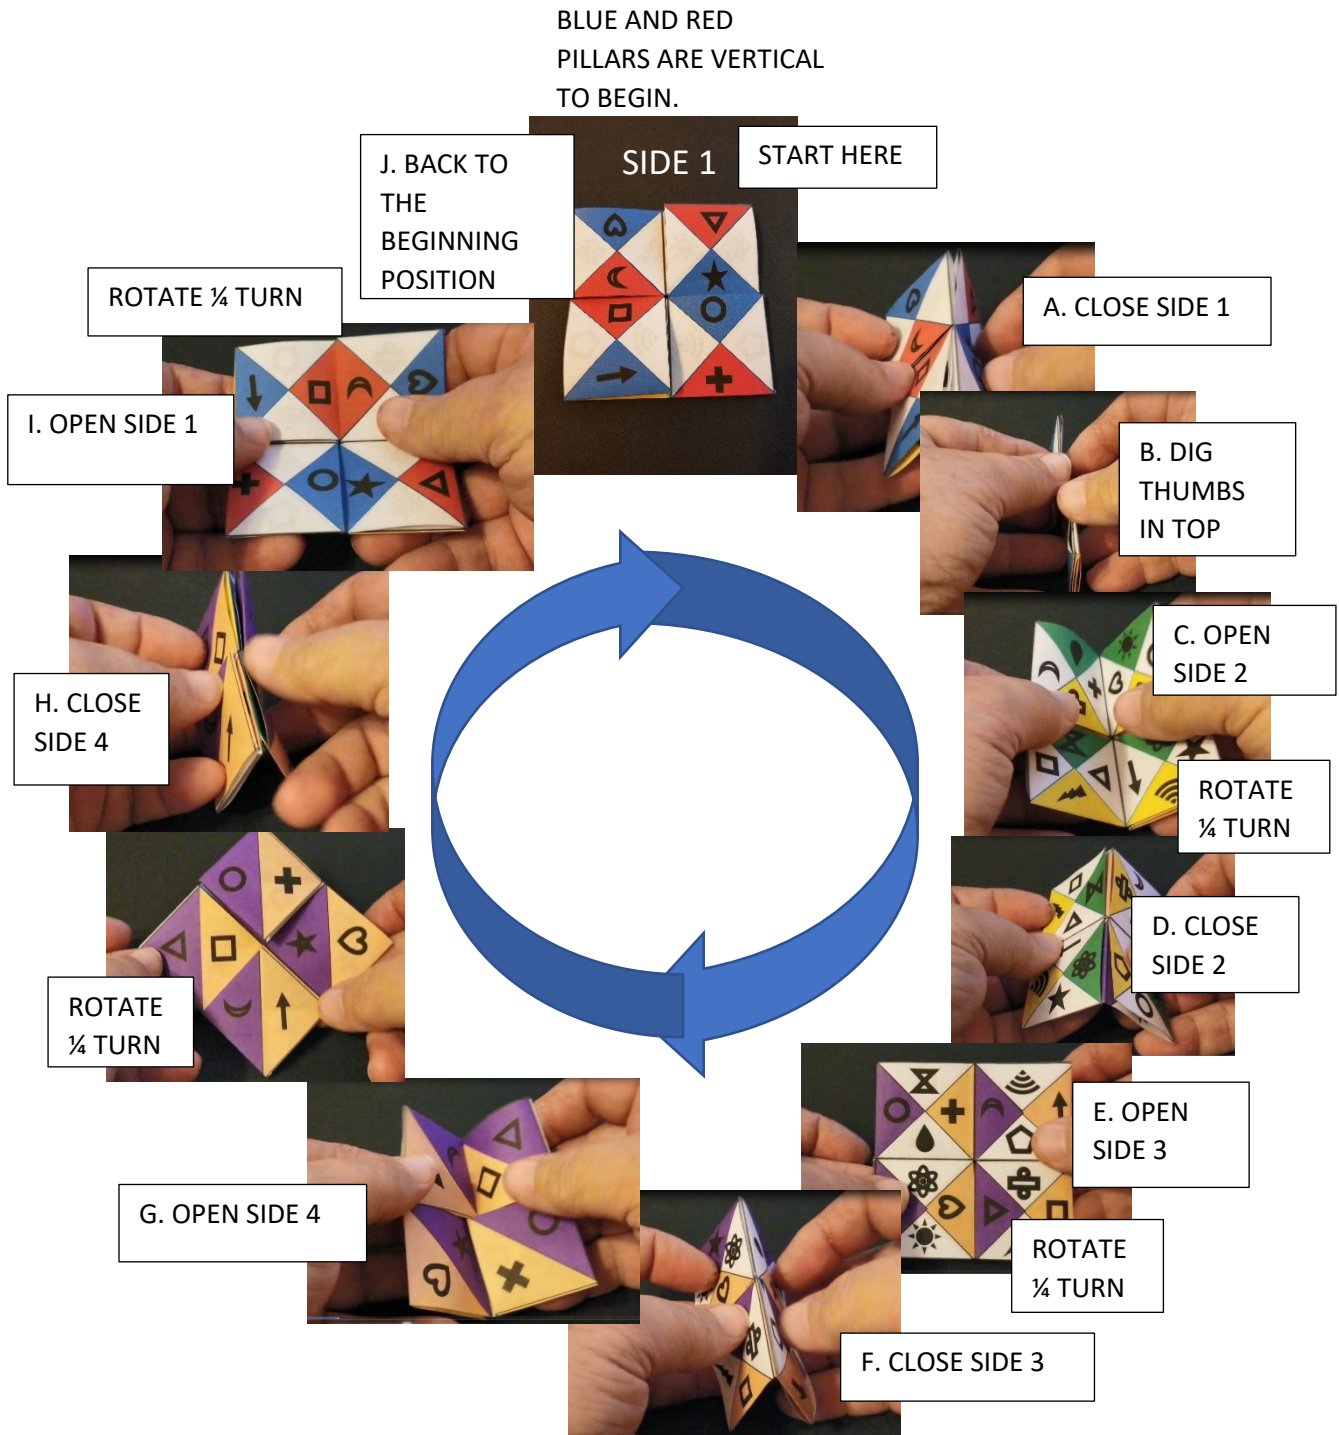 BLUE AND RED
PILLARS ARE VERTICAL
TO BEGIN.
SIDE 1
START HERE
A. CLOSE SIDE 1
B. DIG
THUMBS
IN TOP
C. OPEN
SIDE 2
ROTATE
¼ TURN
D. CLOSE
SIDE 2
E. OPEN
SIDE 3
ROTATE
¼ TURN
F. CLOSE SIDE 3
G. OPEN SIDE 4
ROTATE
¼ TURN
H. CLOSE
SIDE 4
I. OPEN SIDE 1
ROTATE ¼ TURN
J. BACK TO
THE
BEGINNING
POSITION